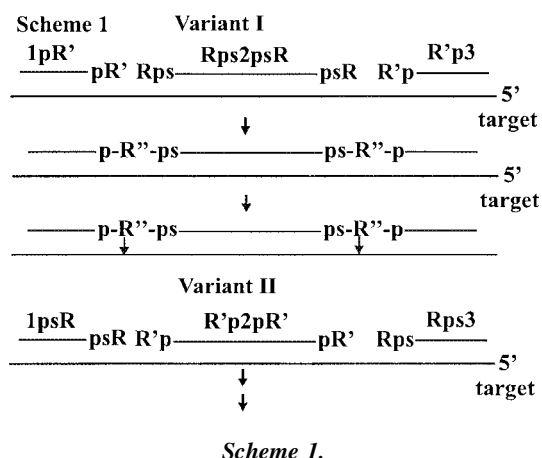 Scheme 1 Variant I
1pR' pR' Rps Rps2psR psR R'p R'p3
5'
target
p-R''-ps ps-R''-p
5'
target
p-R''-ps ps-R''-p
Variant II
1psR psR R'p R'p2pR' pR' Rps Rps3
5'
target
Scheme 1.